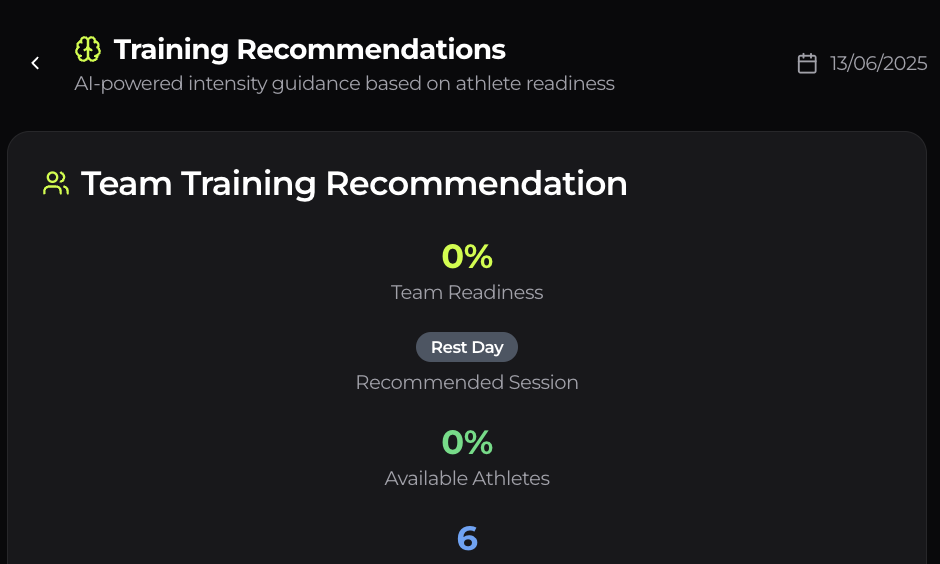 Training Recommendations
AI-powered intensity guidance based on athlete readiness
13/06/2025
Team Training Recommendation
0%
Team Readiness
Rest Day
Recommended Session
0%
Available Athletes
6